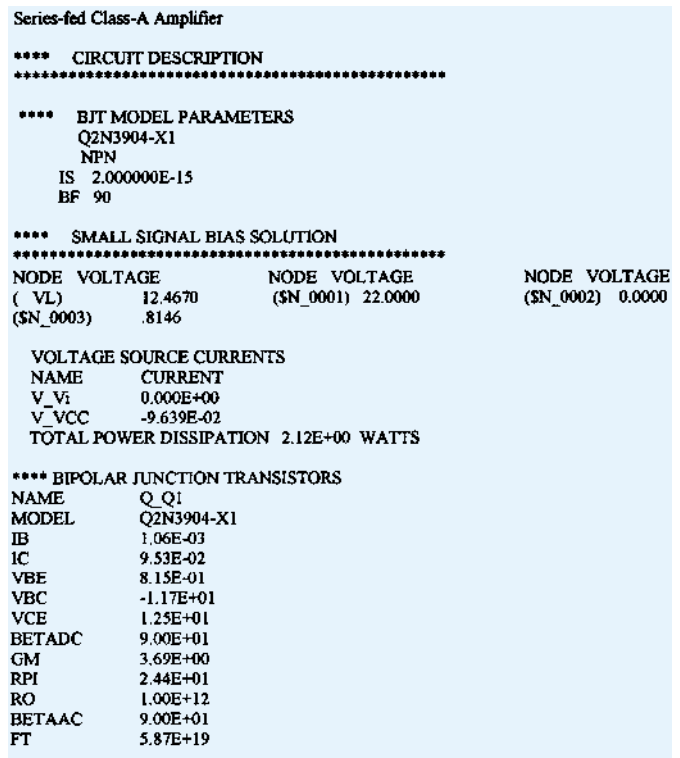 Series-fed Class-A Amplifier
**** CIRCUIT DESCRIPTION
************************************************
**** BJT MODEL PARAMETERS
Q2N3904-X1
NPN
IS 2.000000E-15
BF 90
**** SMALL SIGNAL BIAS SOLUTION
************************************************
NODE VOLTAGE NODE VOLTAGE NODE VOLTAGE
( VL) 12.4670 ($N_0001) 22.0000 ($N_0002) 0.0000
($N_0003) .8146
VOLTAGE SOURCE CURRENTS
NAME CURRENT
V_Vi 0.000E+00
V_VCC -9.639E-02
TOTAL POWER DISSIPATION 2.12E+00 WATTS
**** BIPOLAR JUNCTION TRANSISTORS
NAME Q_Q1
MODEL Q2N3904-X1
IB 1.06E-03
IC 9.53E-02
VBE 8.15E-01
VBC -1.17E+01
VCE 1.25E+01
BETADC 9.00E+01
GM 3.69E+00
RPI 2.44E+01
RO 1.00E+12
BETAAC 9.00E+01
FT 5.87E+19